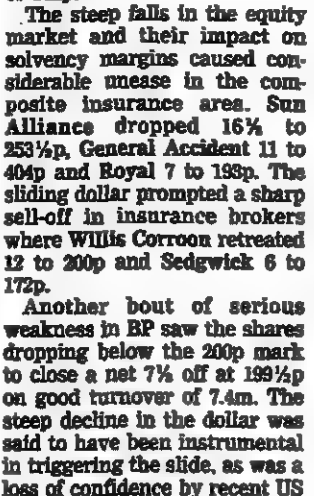 The steep falls in the equity
market and their impact on
solvency margins caused con-
siderable unease in the com-
posite insurance area. Sun
Alliance dropped 16¾ to
253½p, General Accident 11 to
404p and Royal 7 to 193p. The
sliding dollar prompted a sharp
sell-off in insurance brokers
where Willis Corroon retreated
12 to 200p and Sedgwick 6 to
172p.
Another bout of serious
weakness in BP saw the shares
dropping below the 200p mark
to close a net 7½ off at 199½p
on good turnover of 7.4m. The
steep decline in the dollar was
said to have been instrumental
in triggering the slide, as was a
loss of confidence by recent US